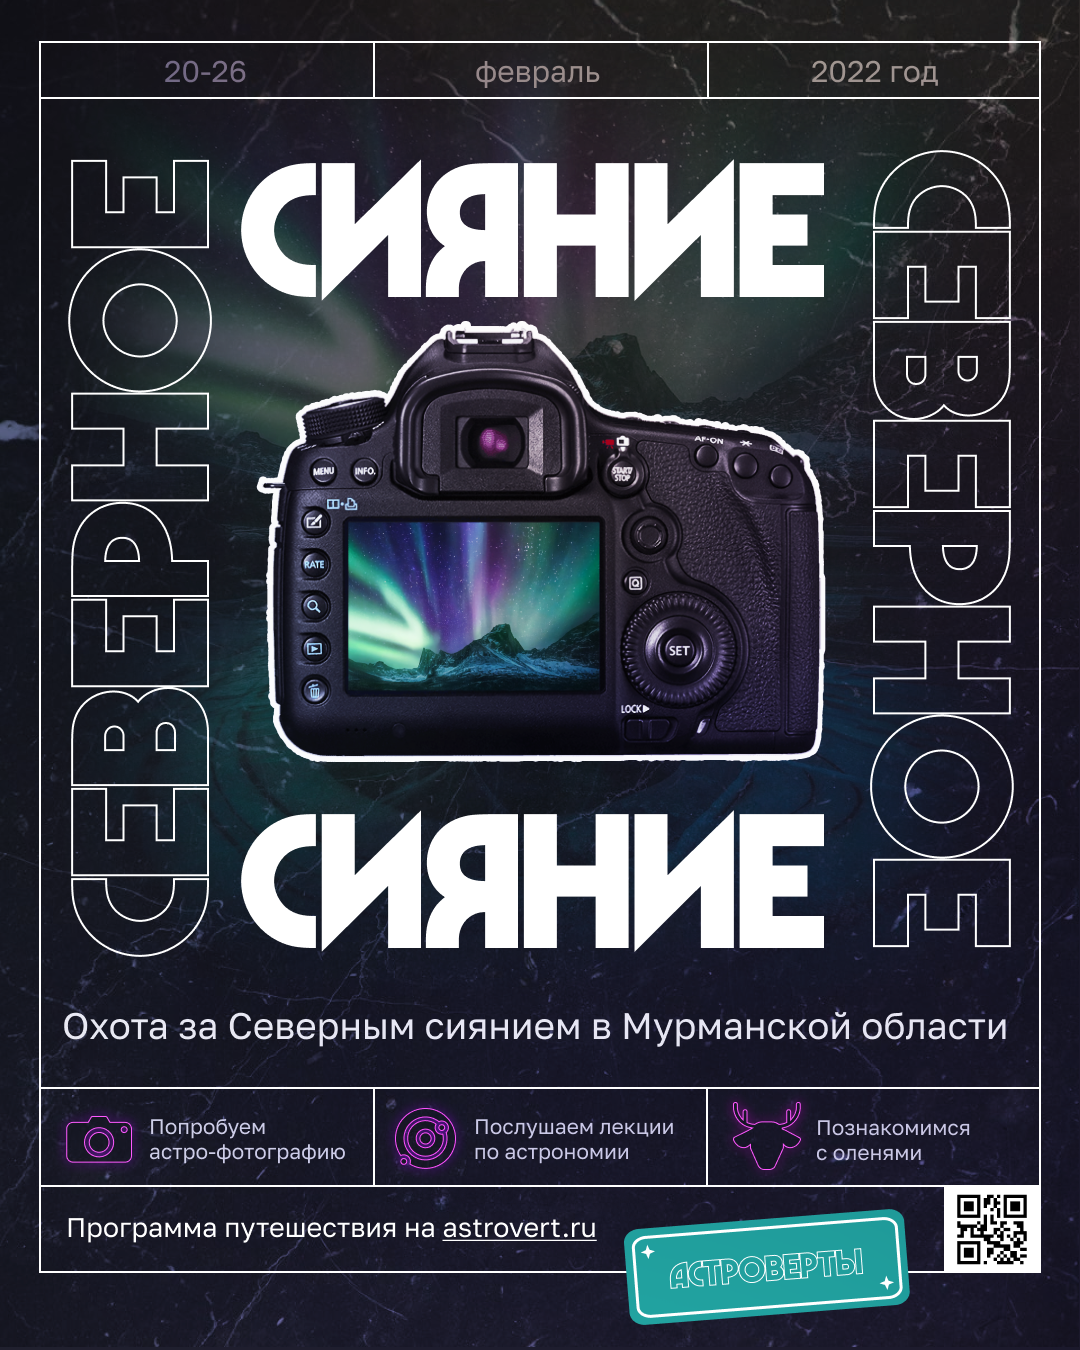 20-26
февраль
2022 год
СЕВЕРНОЕ
СИЯНИЕ
СЕВЕРНОЕ
AF-ON
MENU
INFO.
START/
STOP
RATE
Q
SET
LOCK
СИЯНИЕ
Охота за Северным сиянием в Мурманской области
Попробуем
астро-фотографию
Послушаем лекции
по астрономии
Познакомимся
с оленями
Программа путешествия на astrovert.ru
АСТРОВЕРТЫ